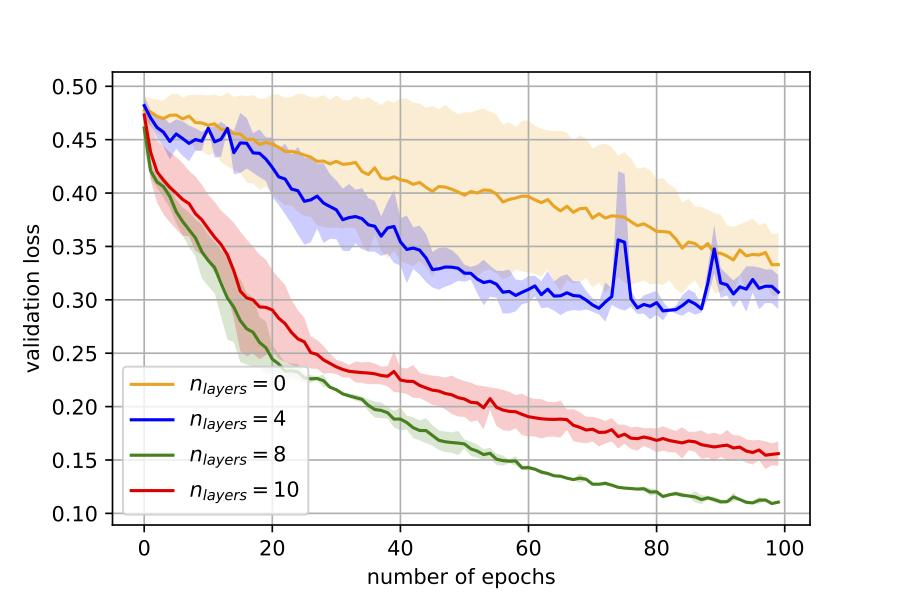 0.50
0.45
0.40
0.35
0.30
0.25
0.20
0.15
0.10
validation loss
n_layers = 0
n_layers = 4
n_layers = 8
n_layers = 10
0 20 40 60 80 100
number of epochs